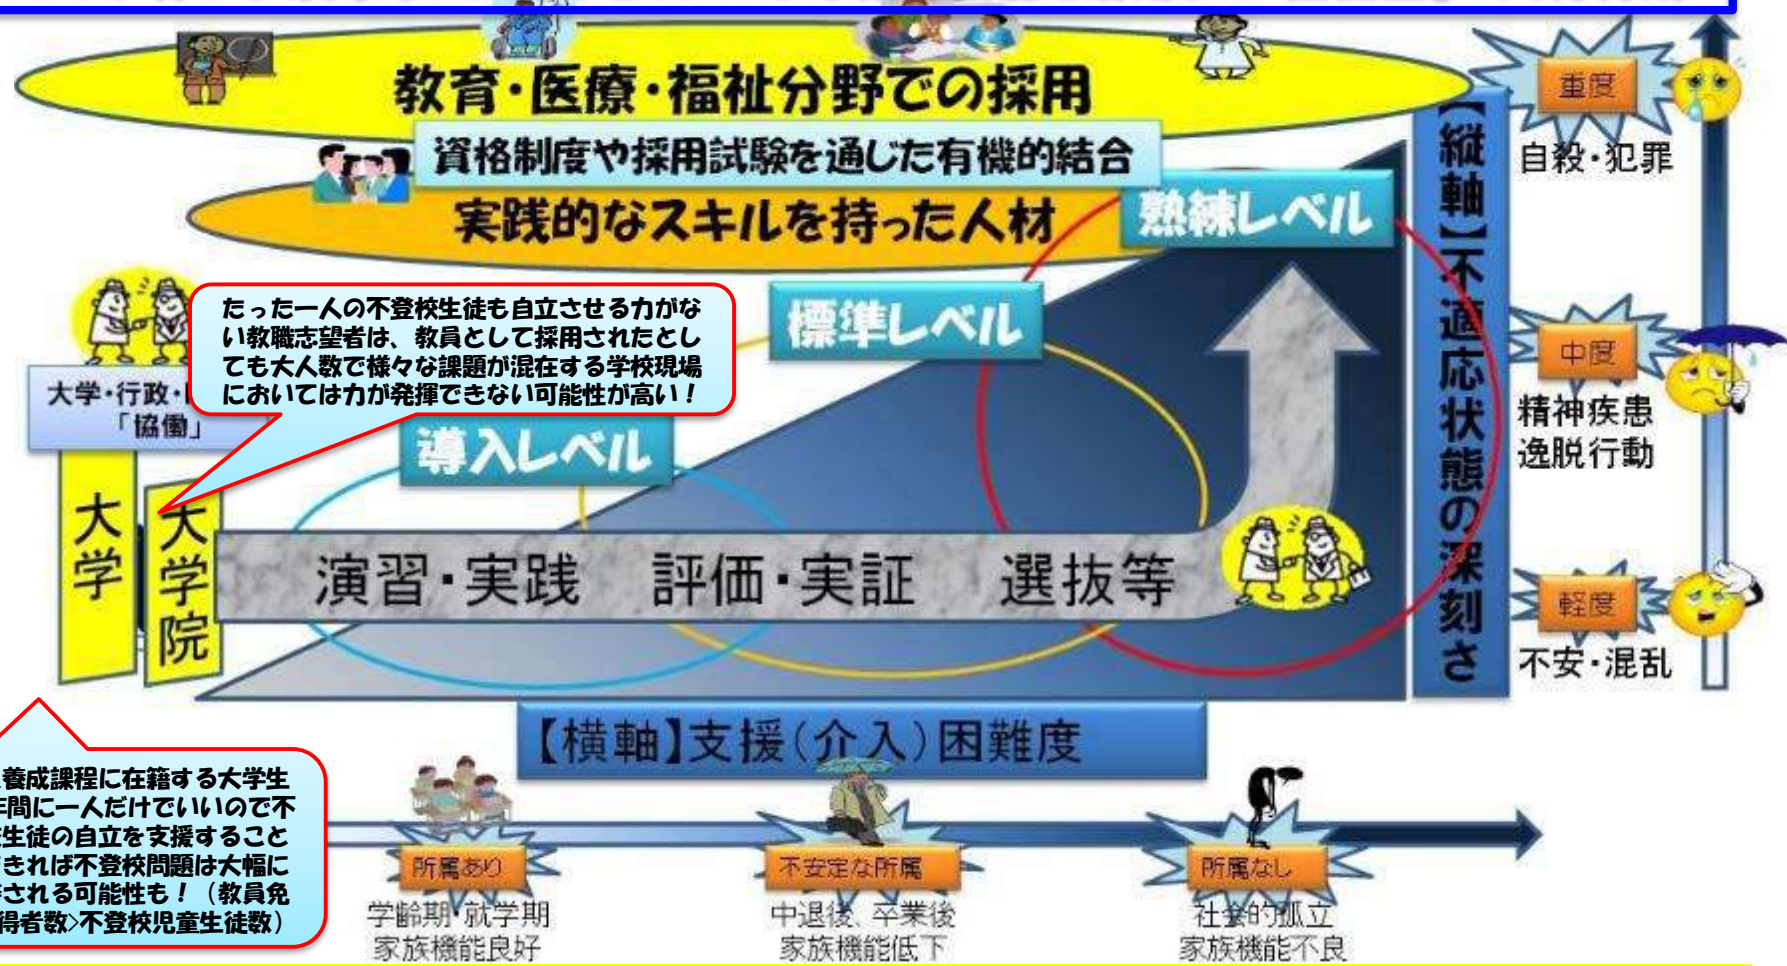 教育・医療・福祉分野での採用
資格制度や採用試験を通じた有機的結合
実践的なスキルを持った人材
熟練レベル
標準レベル
導入レベル
たった一人の不登校生徒も自立させる力がな
い教職志望者は、教員として採用されたとし
ても大人数で様々な課題が混在する学校現場
においては力が発揮できない可能性が高い！
大学・行政・
「協働」
大学
大学院
演習・実践 評価・実証 選抜等
【縦軸】不適応状態の深刻さ
重度
自殺・犯罪
中度
精神疾患
逸脱行動
軽度
不安・混乱
【横軸】支援（介入）困難度
養成課程に在籍する大学生
年間に一人だけでいいので不
生徒の自立を支援すること
きれば不登校問題は大幅に
される可能性も！（教員免
得者数>不登校児童生徒数）
所属あり
学齢期・就学期
家族機能良好
不安定な所属
中退後、卒業後
家族機能低下
所属なし
社会的孤立
家族機能不良